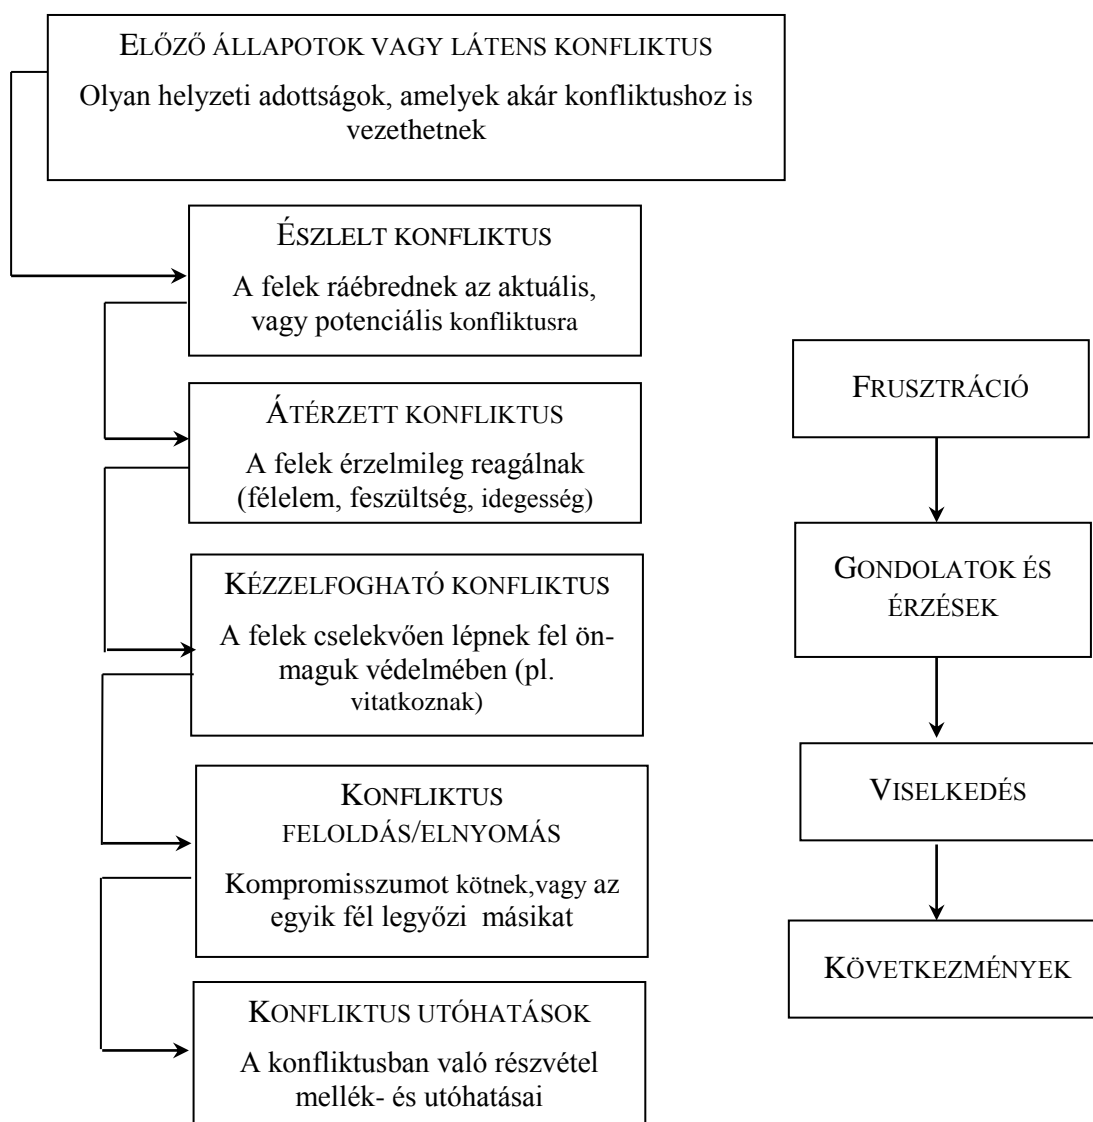 ELŐZŐ ÁLLAPOTOK VAGY LÁTENS KONFLIKTUS
Olyan helyzeti adottságok, amelyek akár konfliktushoz is
vezethetnek
ÉSZLELT KONFLIKTUS
A felek ráébrednek az aktuális,
vagy potenciális konfliktusra
ÁTÉRZETT KONFLIKTUS
A felek érzelmileg reagálnak
(félelem, feszültség, idegesség)
KÉZZELFOGHATÓ KONFLIKTUS
A felek cselekvően lépnek fel ön-
maguk védelmében (pl.
vitatkoznak)
KONFLIKTUS
FELOLDÁS/ELNYOMÁS
Kompromisszumot kötnek,vagy az
egyik fél legyőzi másikat
KONFLIKTUS UTÓHATÁSOK
A konfliktusban való részvétel
mellék- és utóhatásai
FRUSZTRÁCIÓ
GONDOLATOK ÉS
ÉRZÉSEK
VISELKEDÉS
KÖVETKEZMÉNYEK